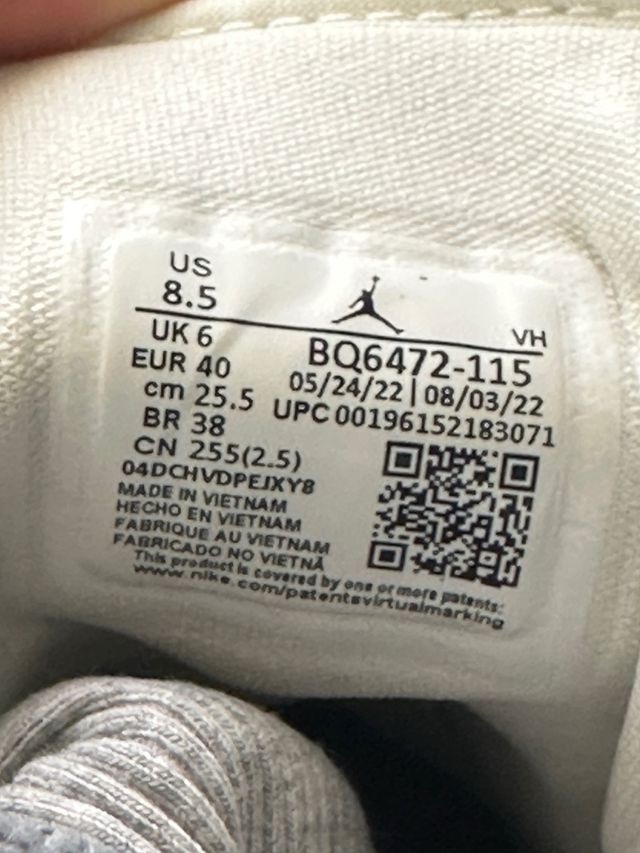 US
8.5
VH
UK 6
BQ6472-115
EUR 40
05/24/22 | 08/03/22
cm 25.5
UPC 00196152183071
BR 38
CN 255(2.5)
04DCHVDPEJXY8
MADE IN VIETNAM
HECHO EN VIETNAM
FABRIQUE AU VIETNAM
FABRICADO NO VIETNÃ
This product is covered by one or more patents:
www.nike.com/patentsvirtualmarking